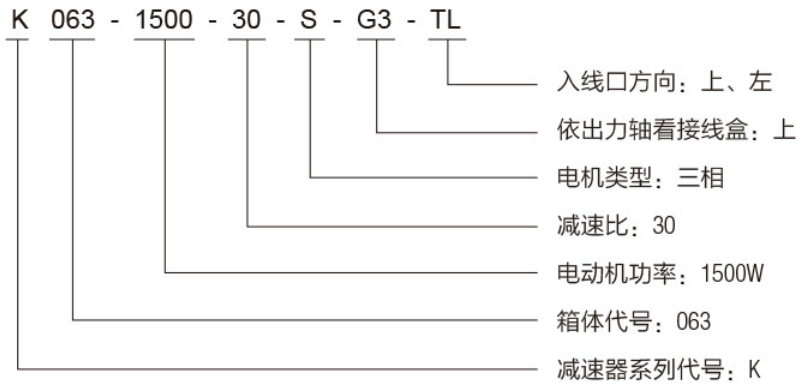 K 063 - 1500 - 30 - S - G3 - TL
入线口方向：上、左
依出力轴看接线盒：上
电机类型：三相
减速比：30
电动机功率：1500W
箱体代号：063
减速器系列代号：K